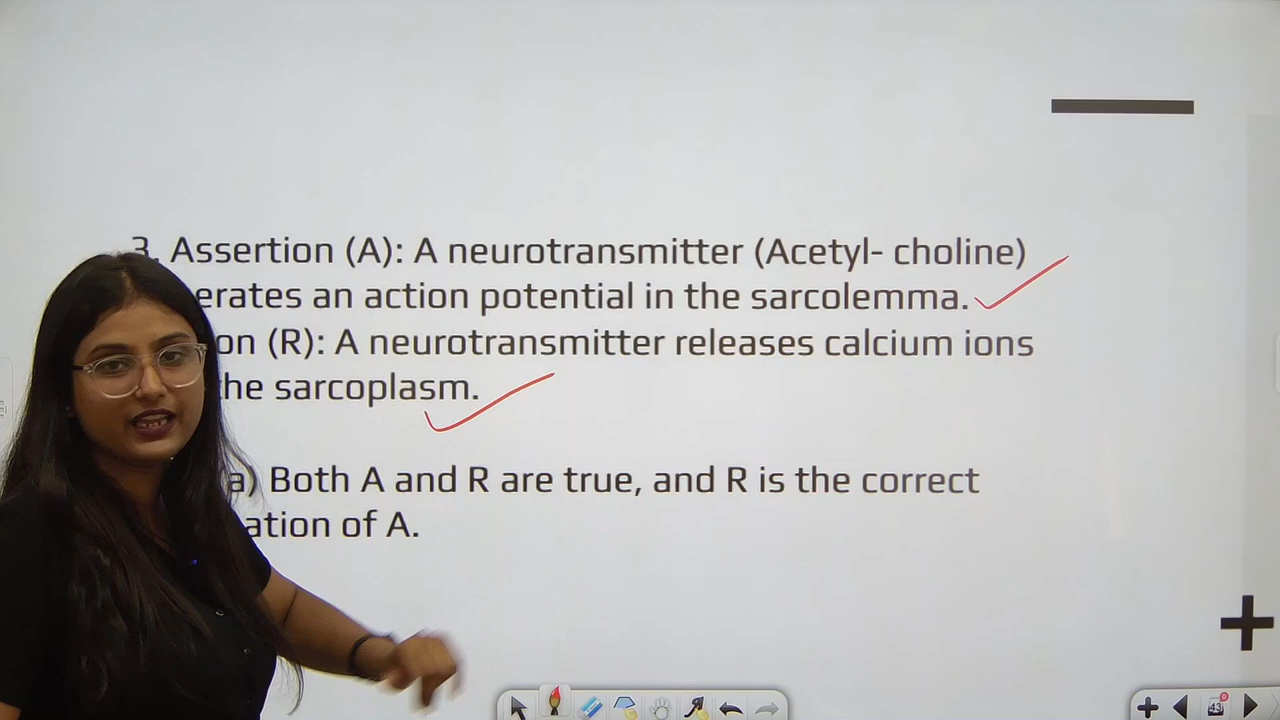 3. Assertion (A): A neurotransmitter (Acetyl- choline)
erates an action potential in the sarcolemma.
on (R): A neurotransmitter releases calcium ions
the sarcoplasm.
a) Both A and R are true, and R is the correct
ation of A.
43